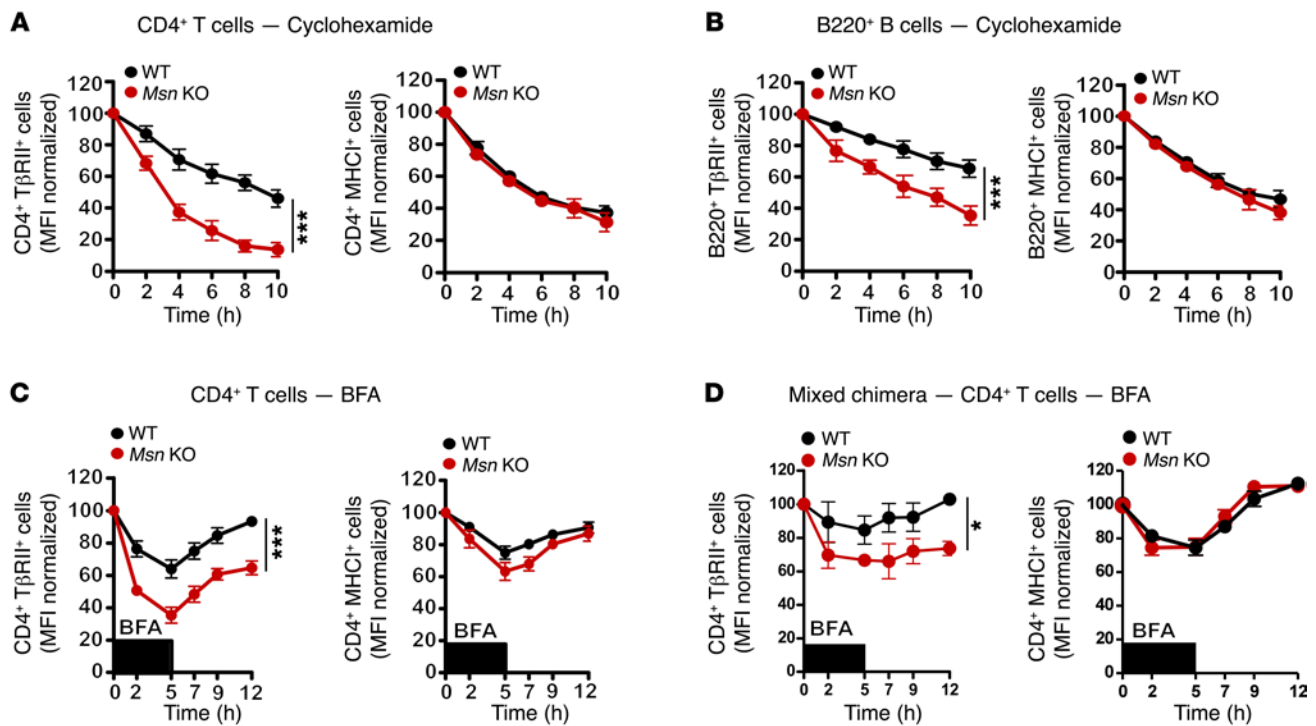 A
CD4⁺ T cells — Cyclohexamide
WT
Msn KO
CD4⁺ TβRII⁺ cells
(MFI normalized)
120
100
80
60
40
20
0
0 2 4 6 8 10
Time (h)
***
WT
Msn KO
CD4⁺ MHCI⁺ cells
(MFI normalized)
120
100
80
60
40
20
0
0 2 4 6 8 10
Time (h)
B
B220⁺ B cells — Cyclohexamide
WT
Msn KO
B220⁺ TβRII⁺ cells
(MFI normalized)
120
100
80
60
40
20
0
0 2 4 6 8 10
Time (h)
***
WT
Msn KO
B220⁺ MHCI⁺ cells
(MFI normalized)
120
100
80
60
40
20
0
0 2 4 6 8 10
Time (h)
C
CD4⁺ T cells — BFA
WT
Msn KO
CD4⁺ TβRII⁺ cells
(MFI normalized)
120
100
80
60
40
20
0
BFA
0 2 5 7 9 12
Time (h)
***
WT
Msn KO
CD4⁺ MHCI⁺ cells
(MFI normalized)
120
100
80
60
40
20
0
BFA
0 2 5 7 9 12
Time (h)
D
Mixed chimera — CD4⁺ T cells — BFA
WT
Msn KO
CD4⁺ TβRII⁺ cells
(MFI normalized)
120
100
80
60
40
20
0
BFA
0 2 5 7 9 12
Time (h)
*
WT
Msn KO
CD4⁺ MHCI⁺ cells
(MFI normalized)
120
100
80
60
40
20
0
BFA
0 2 5 7 9 12
Time (h)